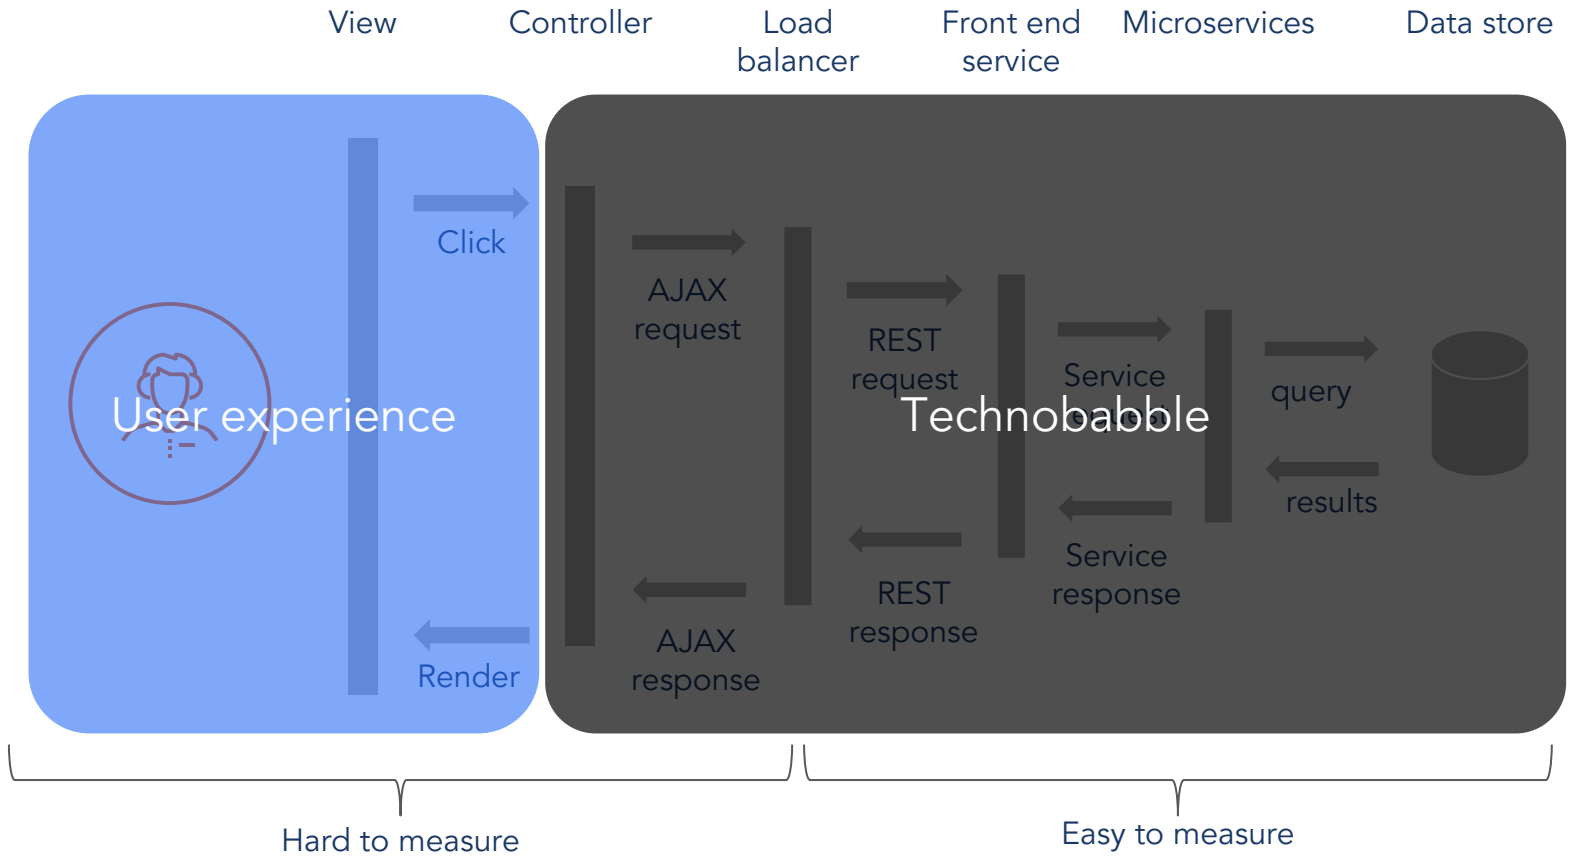 View
Controller
Load
balancer
Front end
service
Microservices
Data store
Click
AJAX
request
REST
request
Service
request
query
User experience
Technobabble
results
Service
response
REST
response
AJAX
response
Render
Hard to measure
Easy to measure